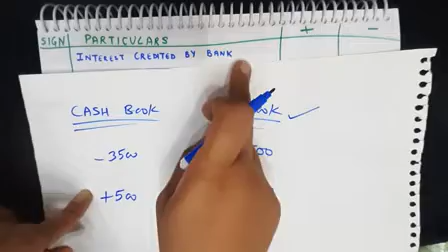 SIGN PARTICULARS + −
INTEREST CREDITED BY BANK
CASH BOOK
-3500
+500